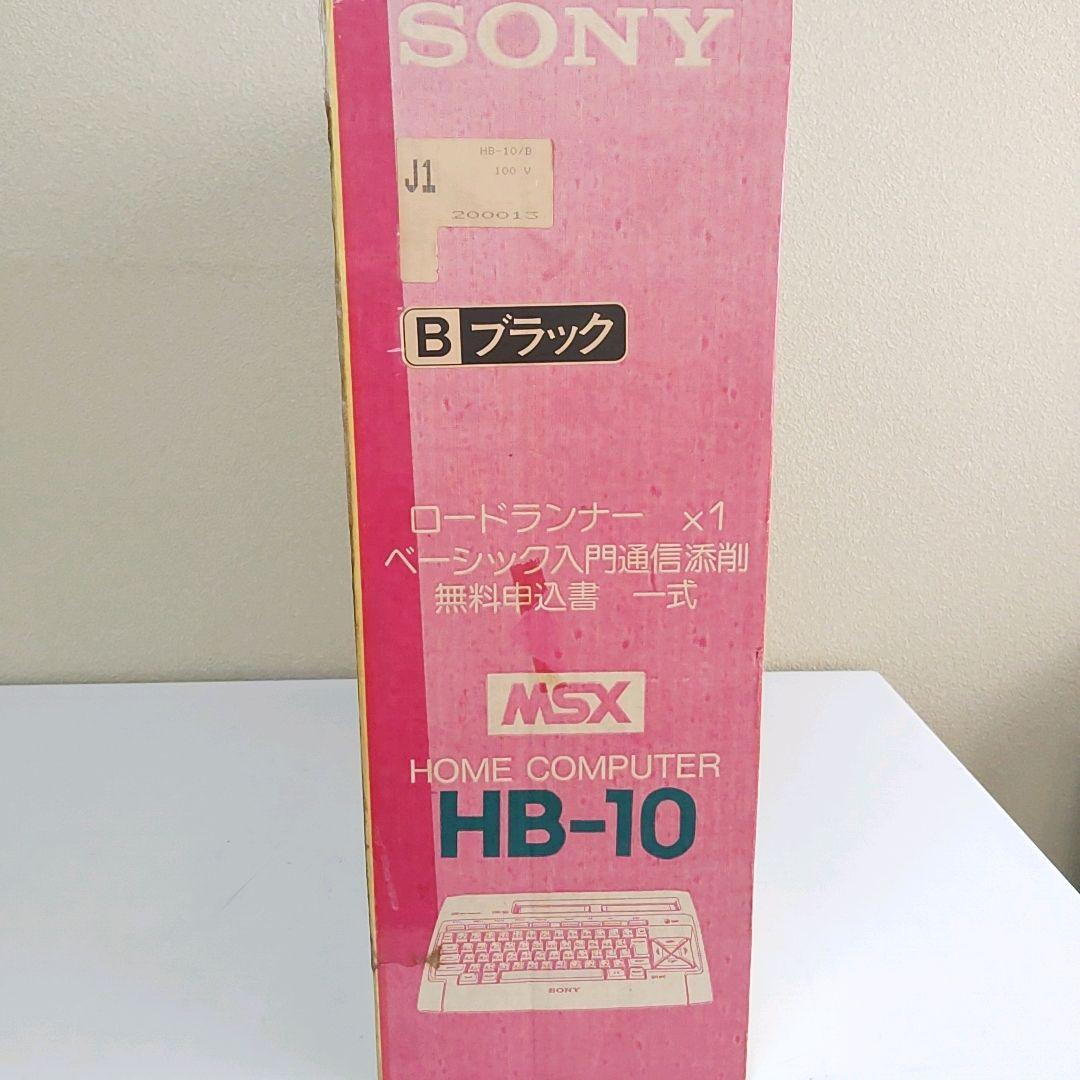 SONY
HB-10/B
J1
100 V
200013
B ブラック
ロードランナー ×1
ベーシック入門通信添削
無料申込書 一式
MSX
HOME COMPUTER
HB-10
SONY